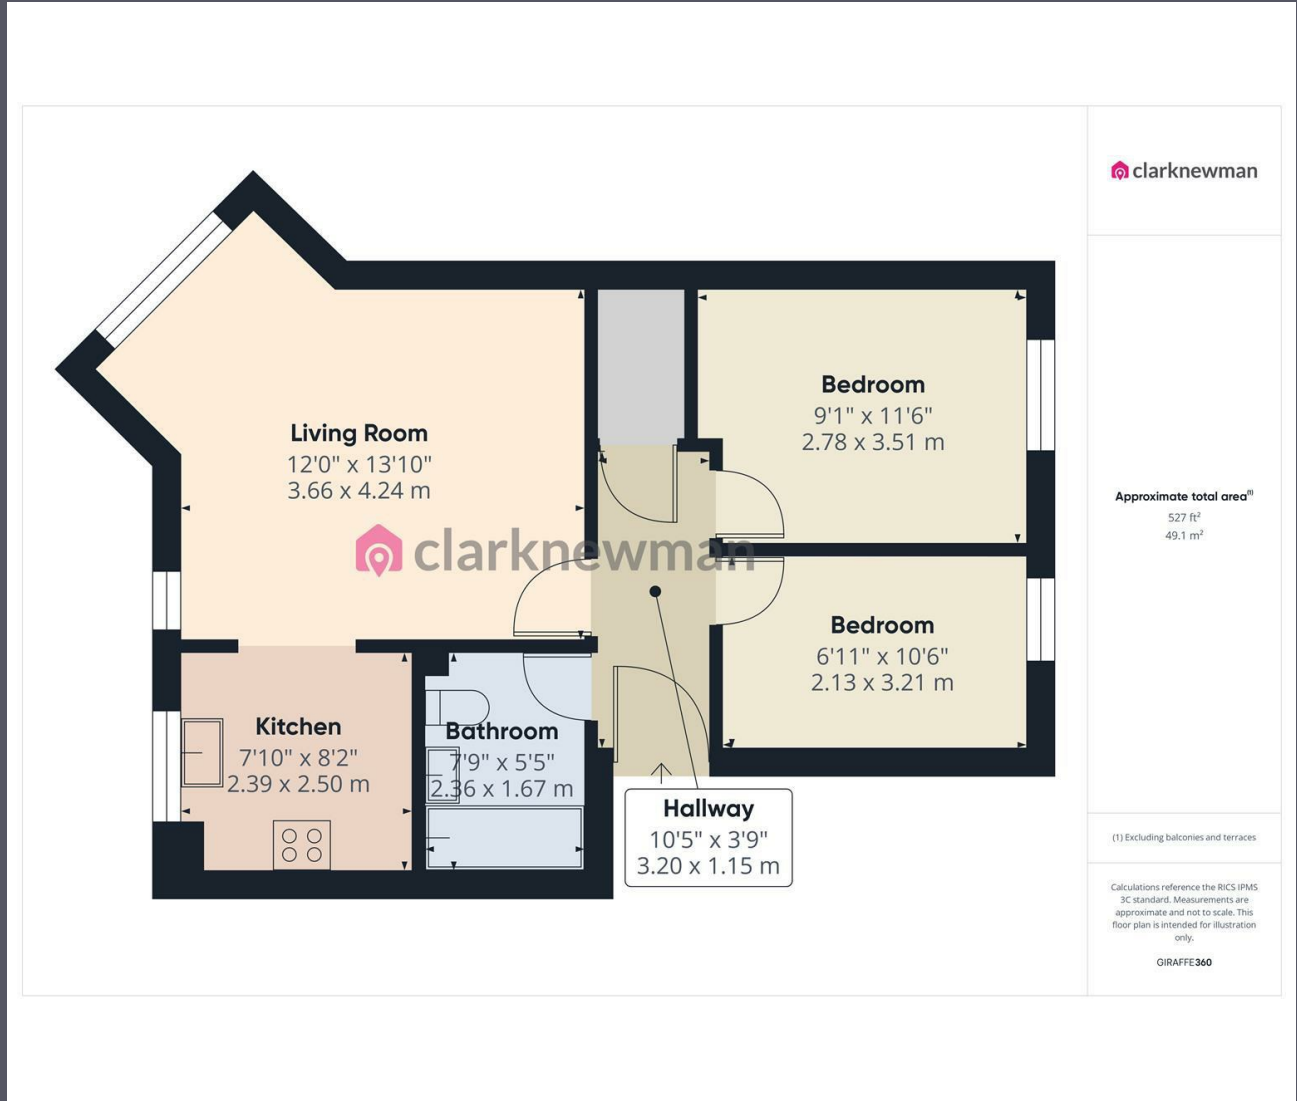 clarknewman
Living Room
12'0" x 13'10"
3.66 x 4.24 m
Bedroom
9'1" x 11'6"
2.78 x 3.51 m
clarknewman
Bedroom
6'11" x 10'6"
2.13 x 3.21 m
Kitchen
7'10" x 8'2"
2.39 x 2.50 m
Bathroom
7'9" x 5'5"
2.36 x 1.67 m
Hallway
10'5" x 3'9"
3.20 x 1.15 m
Approximate total area(1)
527 ft²
49.1 m²
(1) Excluding balconies and terraces
Calculations reference the RICS IPMS
3C standard. Measurements are
approximate and not to scale. This
floor plan is intended for illustration
only.
GIRAFFE360